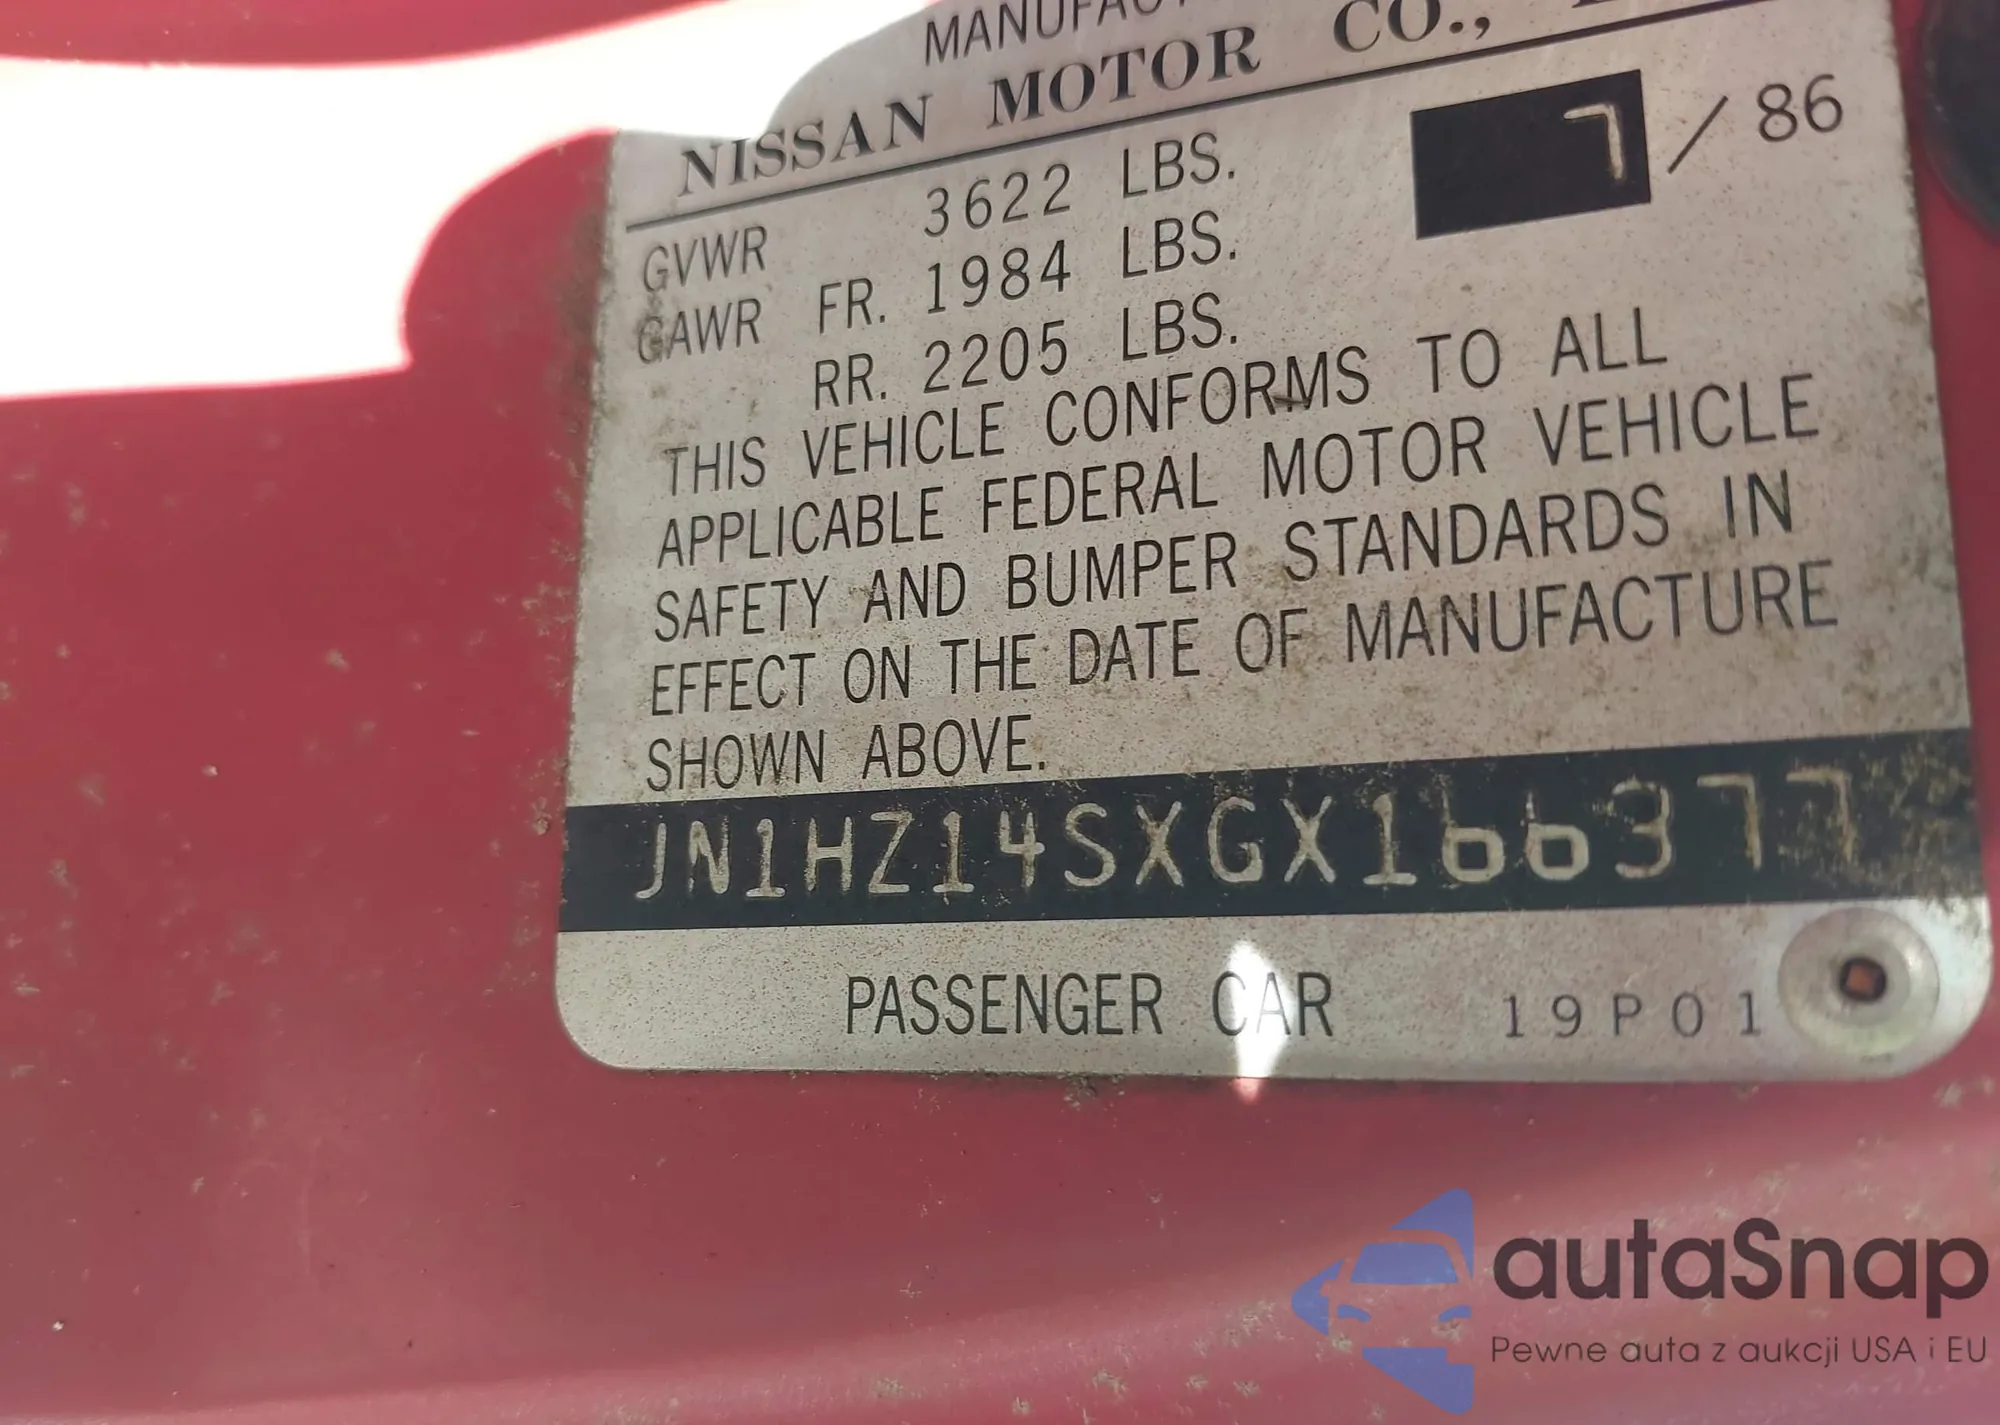 NISSAN MOTOR CO.,
7 / 86
GVWR 3622 LBS.
GAWR FR. 1984 LBS.
RR. 2205 LBS.
THIS VEHICLE CONFORMS TO ALL
APPLICABLE FEDERAL MOTOR VEHICLE
SAFETY AND BUMPER STANDARDS IN
EFFECT ON THE DATE OF MANUFACTURE
SHOWN ABOVE.
JN1HZ14SXGX166377
PASSENGER CAR 19P01
autaSnap
Pewne auta z aukcji USA i EU